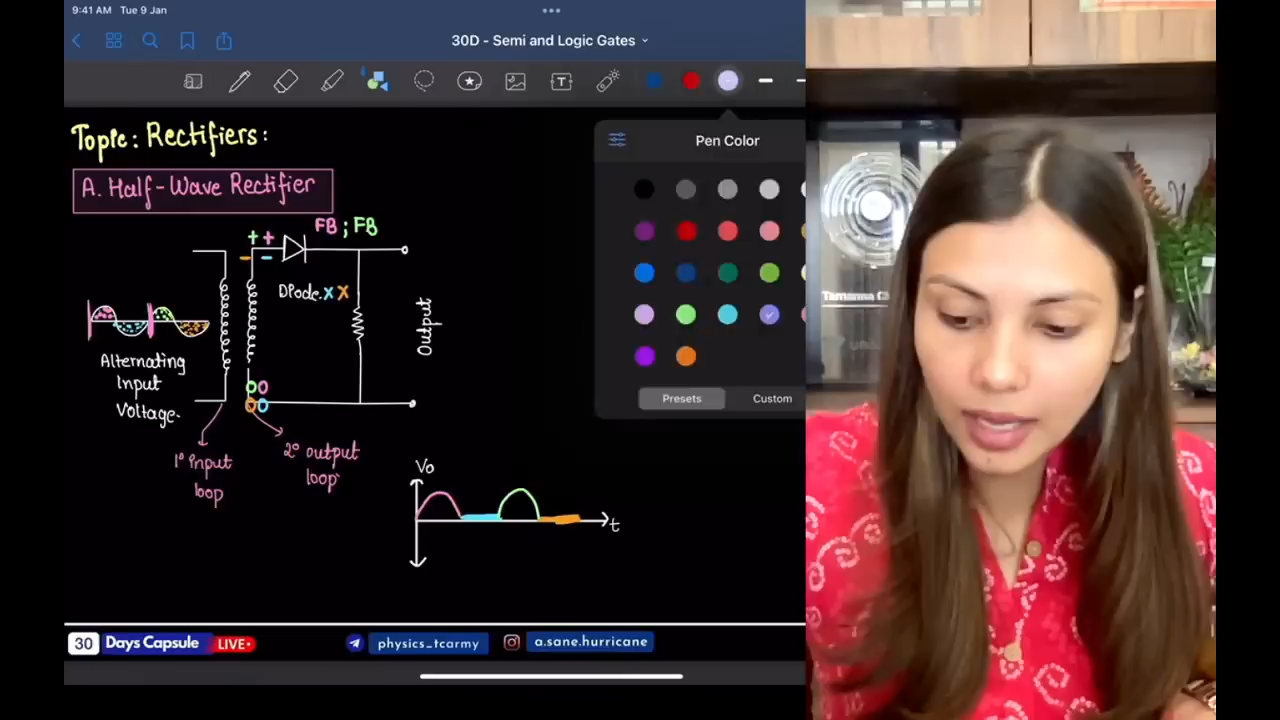 9:41 AM Tue 9 Jan
30D - Semi and Logic Gates
T
Pen Color
Topic: Rectifiers:
A. Half-Wave Rectifier
FB ; FB
+ +
- -
Diode. x x
Output
Alternating
Input
Voltage.
1° input
loop
2° output
loop
Presets
Custom
Vo
t
30 Days Capsule LIVE
physics_tcarmy
a.sane.hurricane